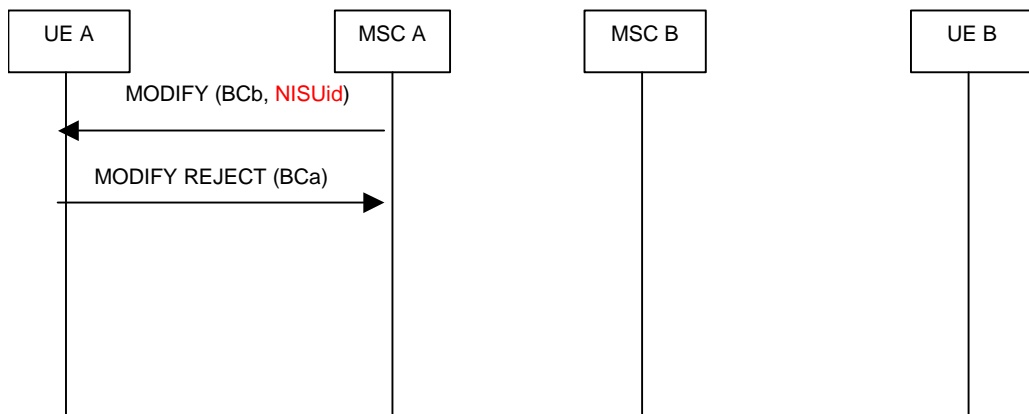 UE A
MSC A
MSC B
UE B
MODIFY (BCb, NISUid)
MODIFY REJECT (BCa)